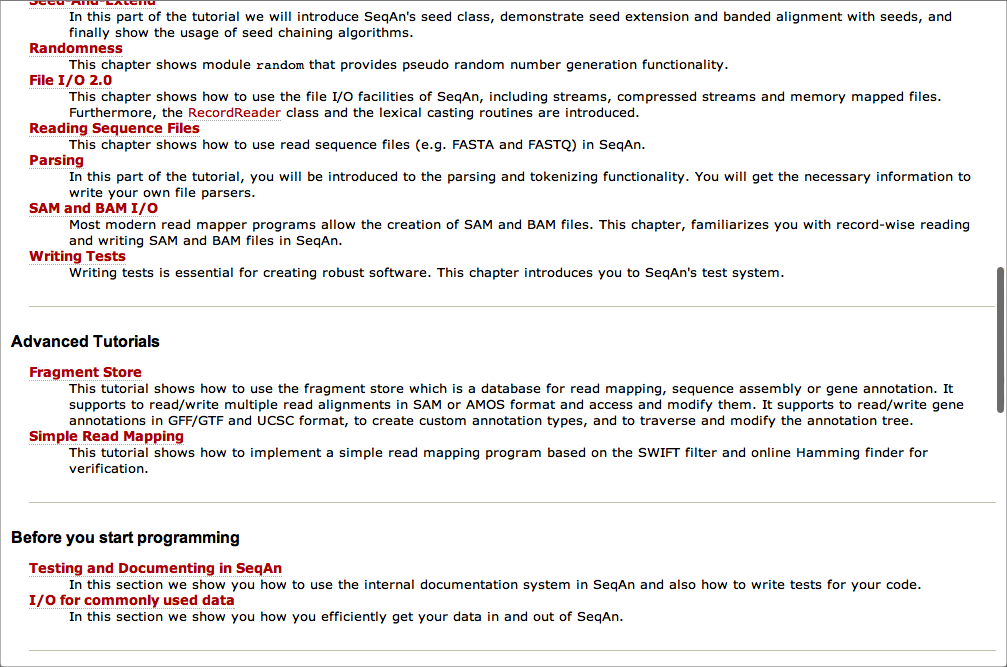 Seed-And-Extend
In this part of the tutorial we will introduce SeqAn's seed class, demonstrate seed extension and banded alignment with seeds, and
finally show the usage of seed chaining algorithms.
Randomness
This chapter shows module random that provides pseudo random number generation functionality.
File I/O 2.0
This chapter shows how to use the file I/O facilities of SeqAn, including streams, compressed streams and memory mapped files.
Furthermore, the RecordReader class and the lexical casting routines are introduced.
Reading Sequence Files
This chapter shows how to use read sequence files (e.g. FASTA and FASTQ) in SeqAn.
Parsing
In this part of the tutorial, you will be introduced to the parsing and tokenizing functionality. You will get the necessary information to
write your own file parsers.
SAM and BAM I/O
Most modern read mapper programs allow the creation of SAM and BAM files. This chapter, familiarizes you with record-wise reading
and writing SAM and BAM files in SeqAn.
Writing Tests
Writing tests is essential for creating robust software. This chapter introduces you to SeqAn's test system.
Advanced Tutorials
Fragment Store
This tutorial shows how to use the fragment store which is a database for read mapping, sequence assembly or gene annotation. It
supports to read/write multiple read alignments in SAM or AMOS format and access and modify them. It supports to read/write gene
annotations in GFF/GTF and UCSC format, to create custom annotation types, and to traverse and modify the annotation tree.
Simple Read Mapping
This tutorial shows how to implement a simple read mapping program based on the SWIFT filter and online Hamming finder for
verification.
Before you start programming
Testing and Documenting in SeqAn
In this section we show you how to use the internal documentation system in SeqAn and also how to write tests for your code.
I/O for commonly used data
In this section we show you how you efficiently get your data in and out of SeqAn.